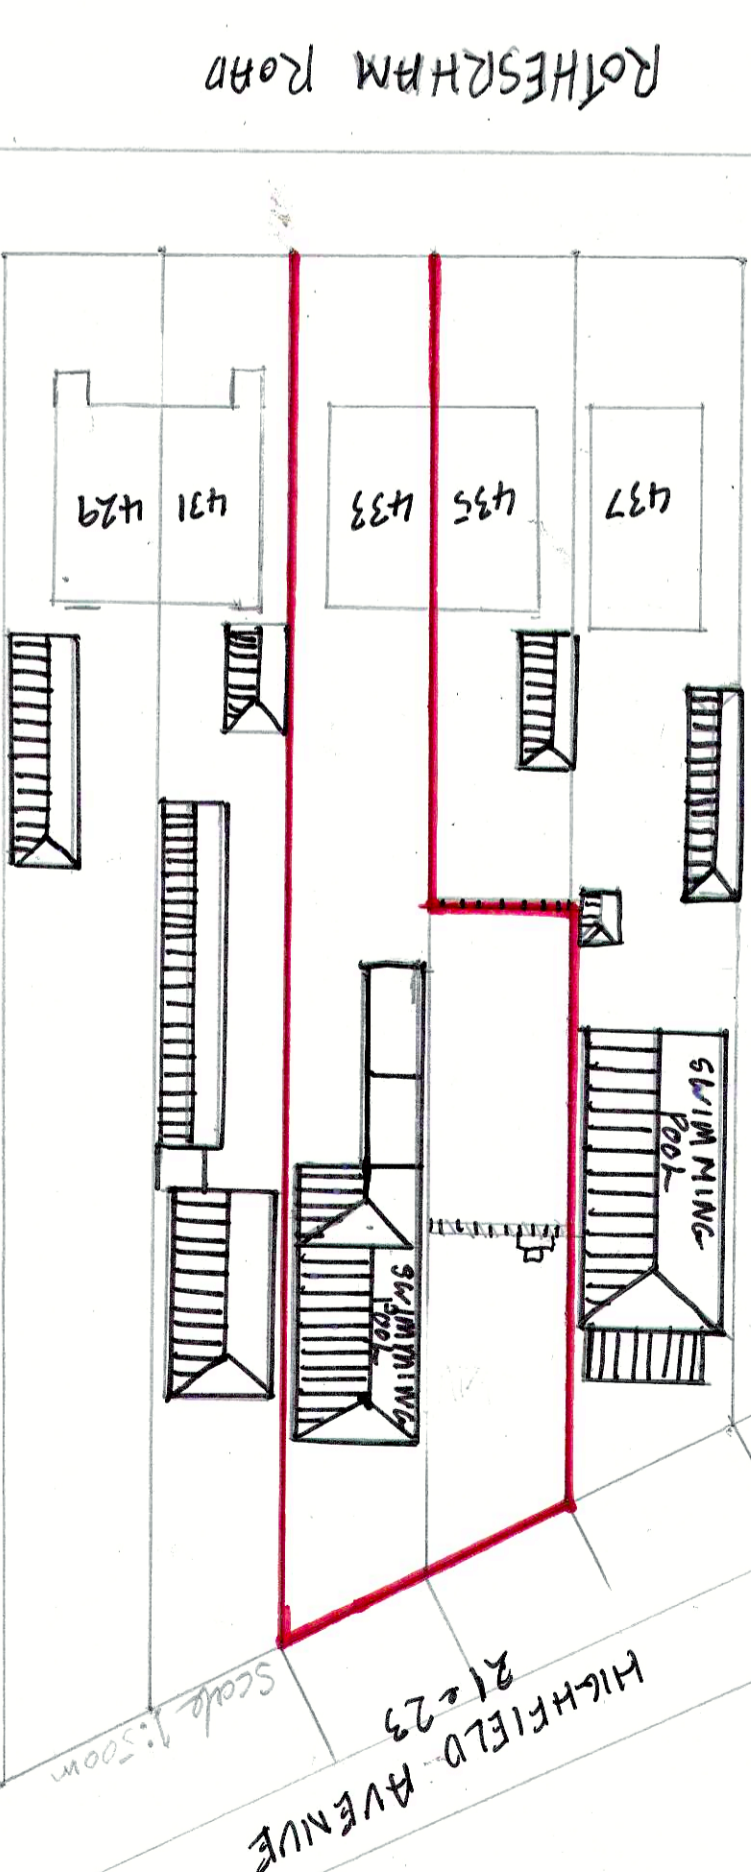 ROTHESRHAM ROAD
429
431
433
435
437
SWIMMING
POOL
SWIMMING
POOL
21 & 23
HIGHFIELD AVENUE
Scale 1:500m